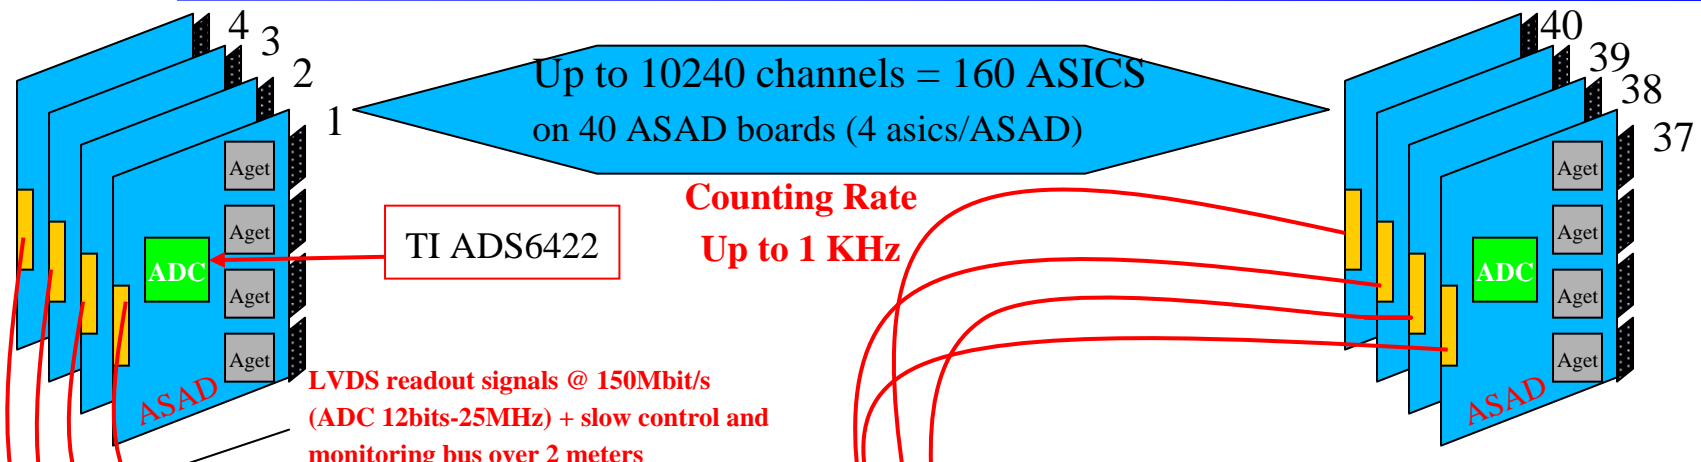 4
3
2
1
Up to 10240 channels = 160 ASICS
on 40 ASAD boards (4 asics/ASAD)
40
39
38
37
Aget
Aget
Aget
Aget
ADC
ASAD
TI ADS6422
Counting Rate
Up to 1 KHz
Aget
Aget
Aget
Aget
ADC
ASAD
LVDS readout signals @ 150Mbit/s
(ADC 12bits-25MHz) + slow control and
monitoring bus over 2 meters